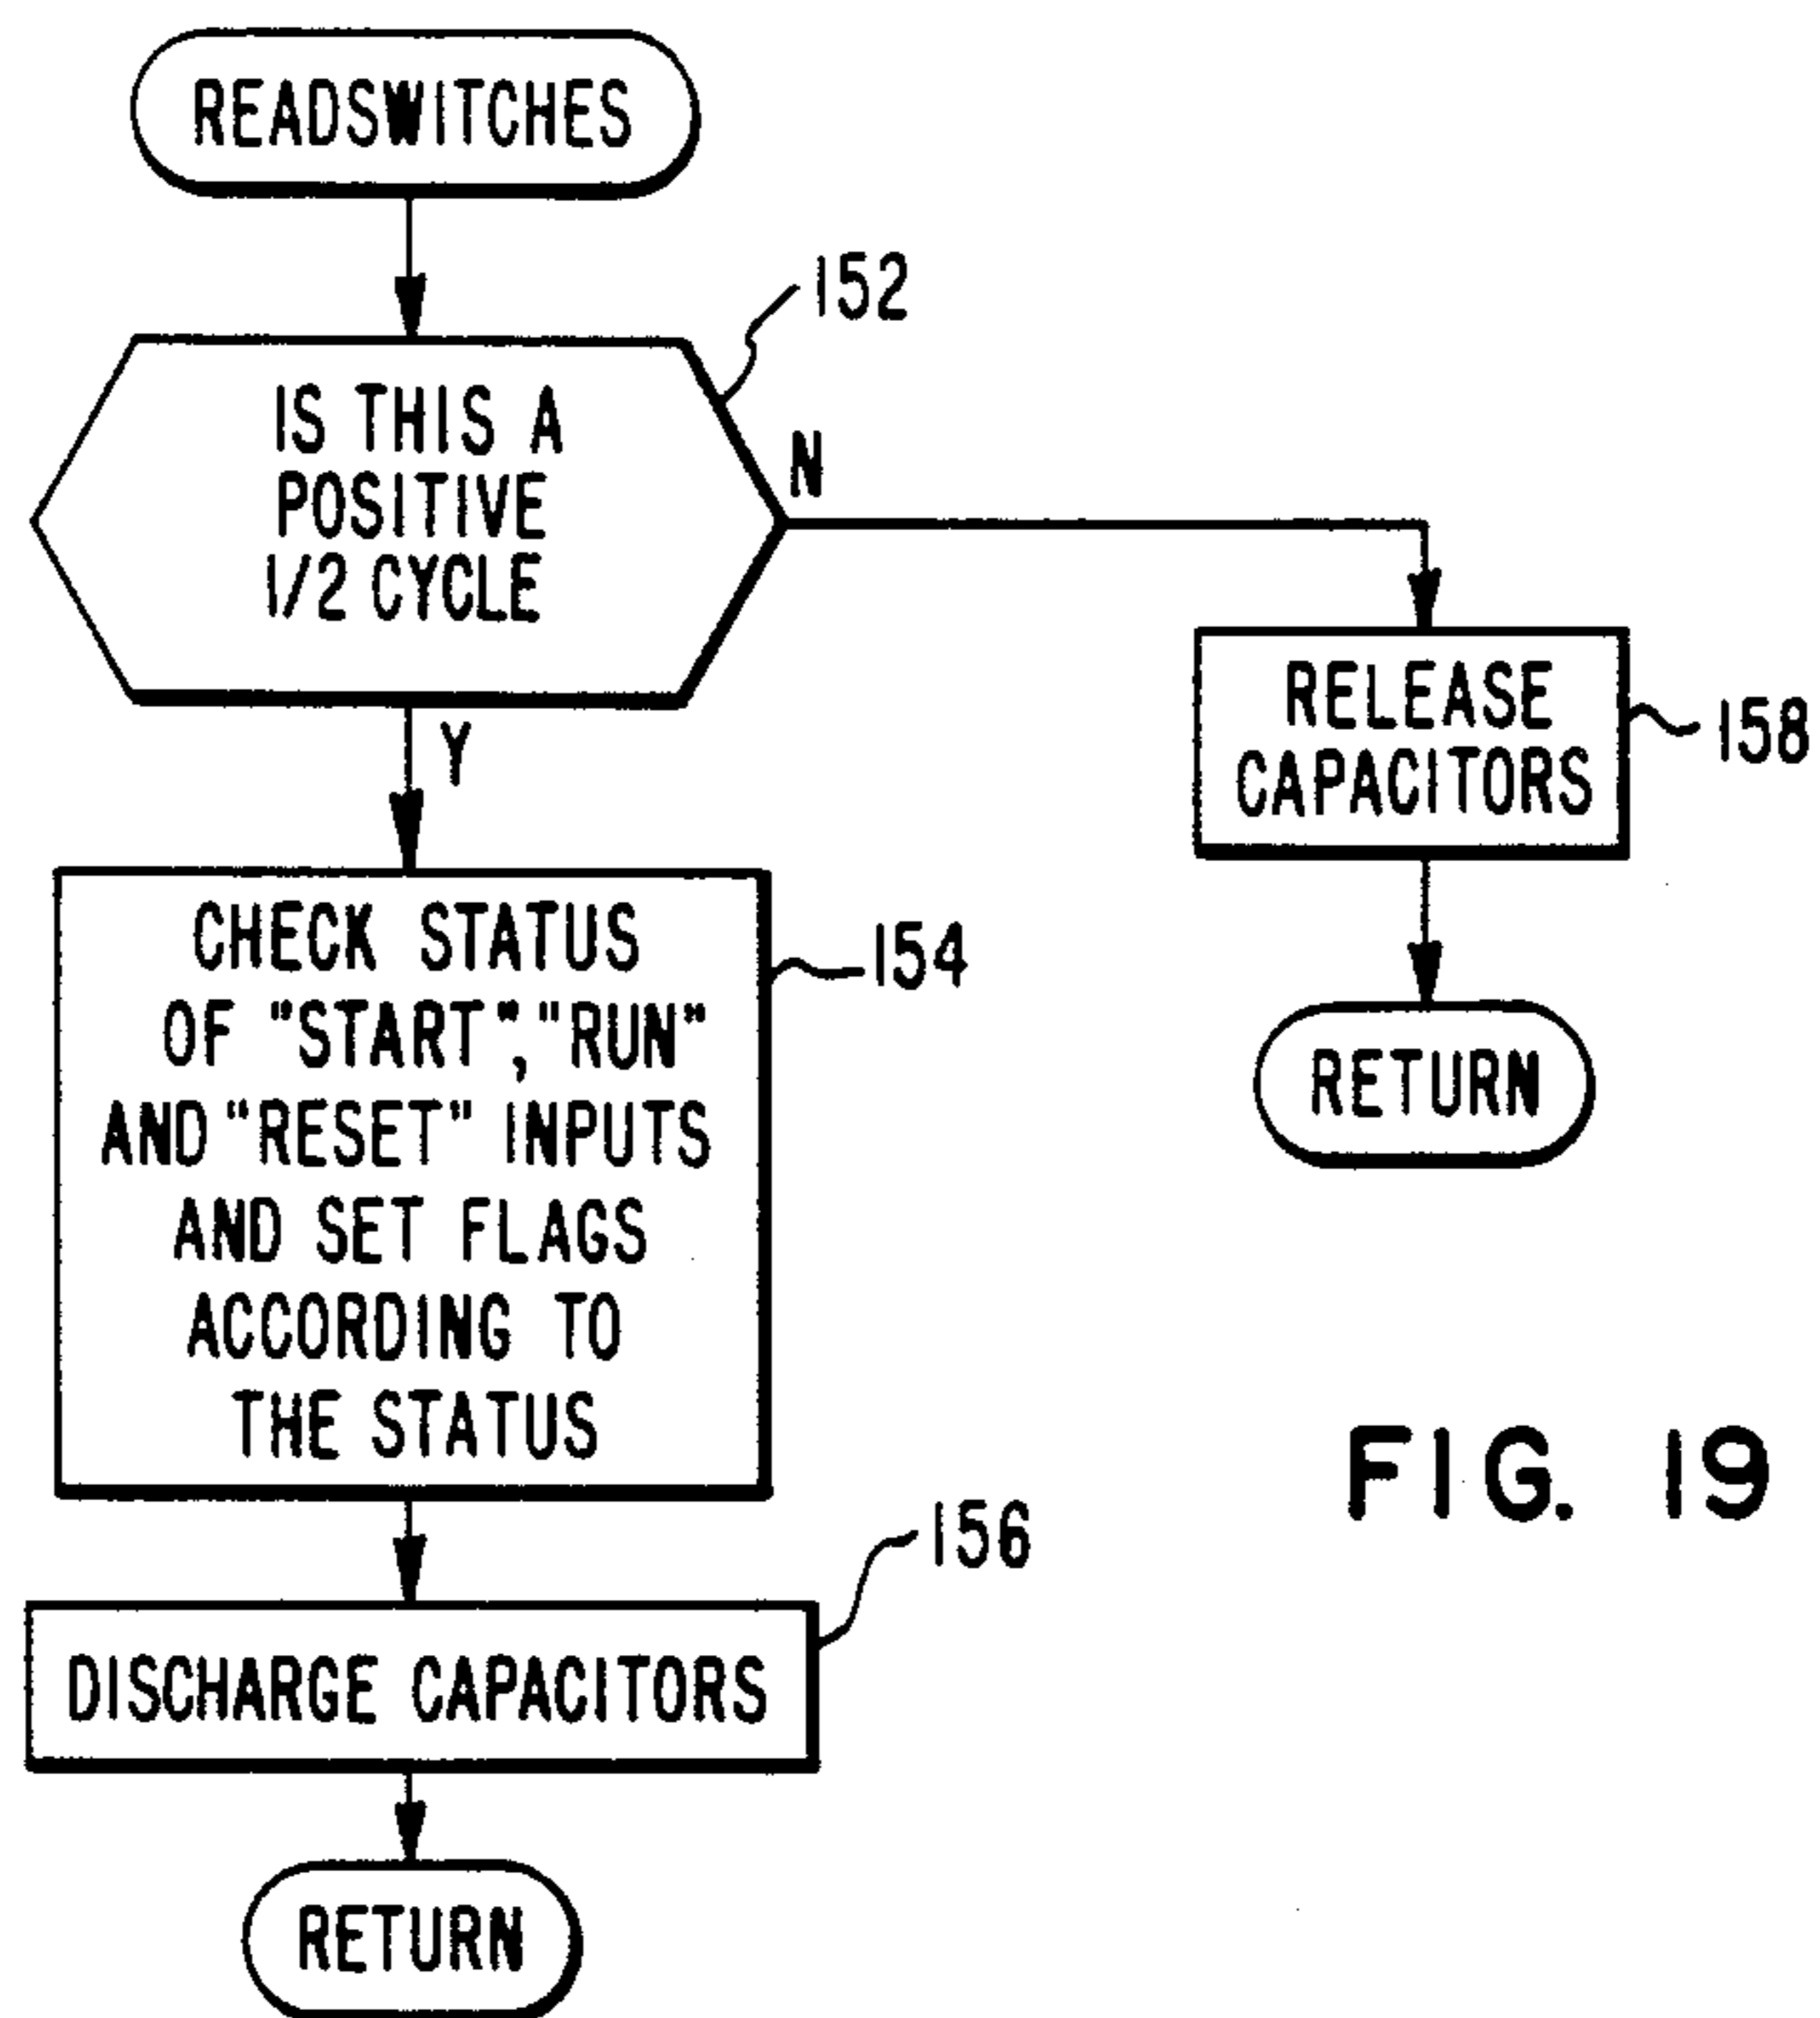 READSWITCHES
152
IS THIS A
POSITIVE
1/2 CYCLE
N
Y
RELEASE
CAPACITORS
158
RETURN
CHECK STATUS
OF "START", "RUN"
AND "RESET" INPUTS
AND SET FLAGS
ACCORDING TO
THE STATUS
154
FIG. 19
156
DISCHARGE CAPACITORS
RETURN